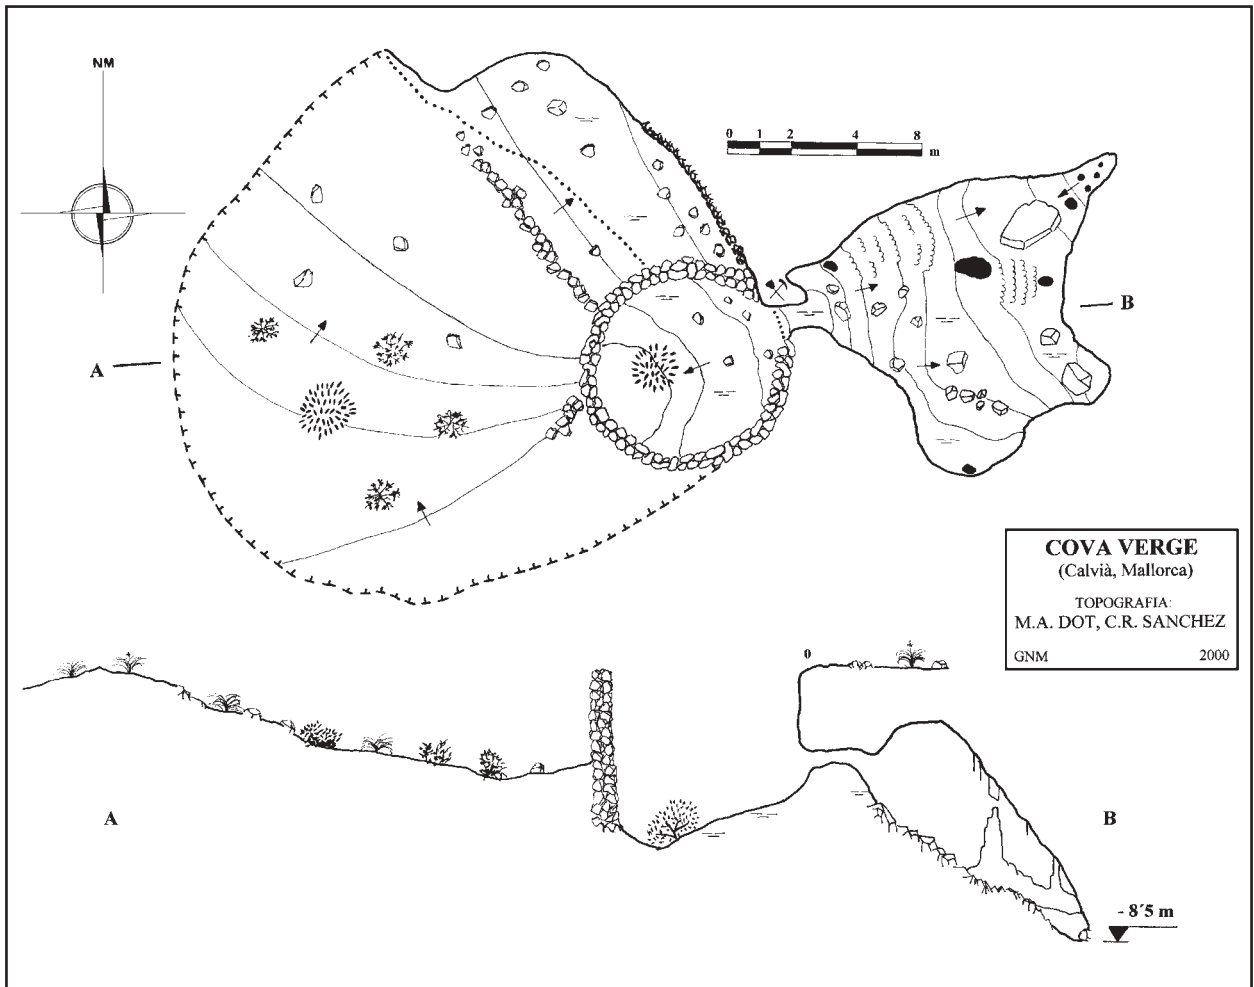 NM
0 1 2 4 8
m
A
B
COVA VERGE
(Calvià, Mallorca)
TOPOGRAFIA:
M.A. DOT, C.R. SANCHEZ
GNM 2000
0
A
B
- 8´5 m